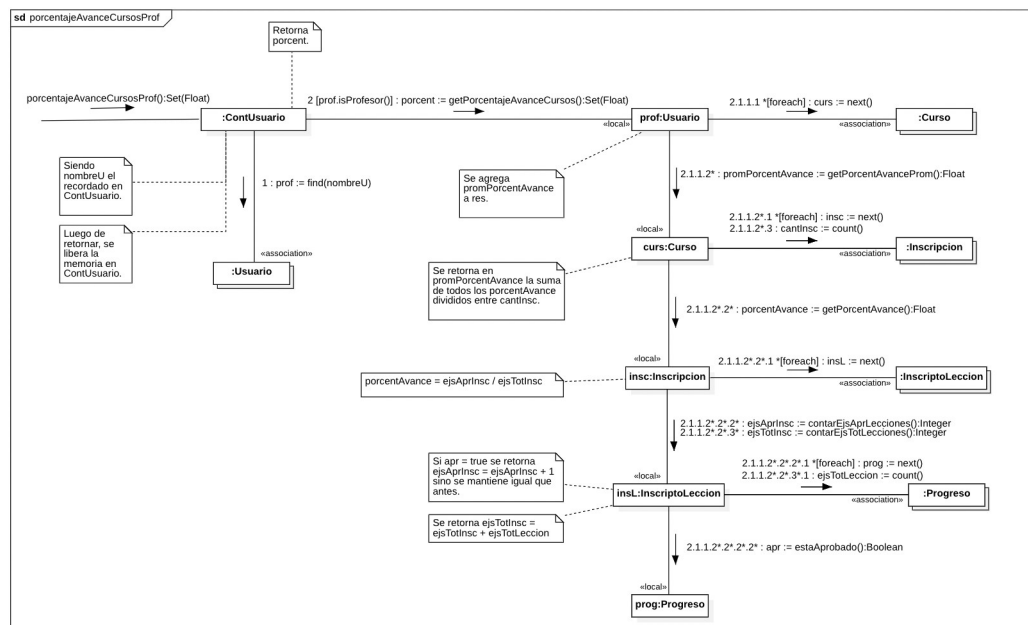 sd porcentajeAvanceCursosProf
Retorna
porcent.
porcentajeAvanceCursosProf():Set(Float)
2 [prof.isProfesor()] : porcent := getPorcentajeAvanceCursos():Set(Float)
2.1.1.1 *[foreach] : curs := next()
:ContUsuario
prof:Usuario
:Curso
«local»
«association»
Siendo
nombreU el
recordado en
ContUsuario.
1 : prof := find(nombreU)
Se agrega
promPorcentAvance
a res.
2.1.1.2* : promPorcentAvance := getPorcentAvanceProm():Float
Luego de
retornar, se
libera la
memoria en
ContUsuario.
2.1.1.2*.1 *[foreach] : insc := next()
2.1.1.2*.3 : cantInsc := count()
«local»
curs:Curso
:Inscripcion
«association»
«association»
:Usuario
Se retorna en
promPorcentAvance la suma
de todos los porcentAvance
divididos entre cantInsc.
2.1.1.2*.2* : porcentAvance := getPorcentAvance():Float
«local»
2.1.1.2*.2*.1 *[foreach] : insL := next()
porcentAvance = ejsAprInsc / ejsTotInsc
insc:Inscripcion
:InscriptoLeccion
«association»
2.1.1.2*.2*.2* : ejsAprInsc := contarEjsAprLecciones():Integer
2.1.1.2*.2*.3* : ejsTotInsc := contarEjsTotLecciones():Integer
Si apr = true se retorna
ejsAprInsc = ejsAprInsc + 1
sino se mantiene igual que
antes.
2.1.1.2*.2*.2*.1 *[foreach] : prog := next()
2.1.1.2*.2*.3*.1 : ejsTotLeccion := count()
«local»
insL:InscriptoLeccion
:Progreso
«association»
Se retorna ejsTotInsc =
ejsTotInsc + ejsTotLeccion
2.1.1.2*.2*.2*.2* : apr := estaAprobado():Boolean
«local»
prog:Progreso